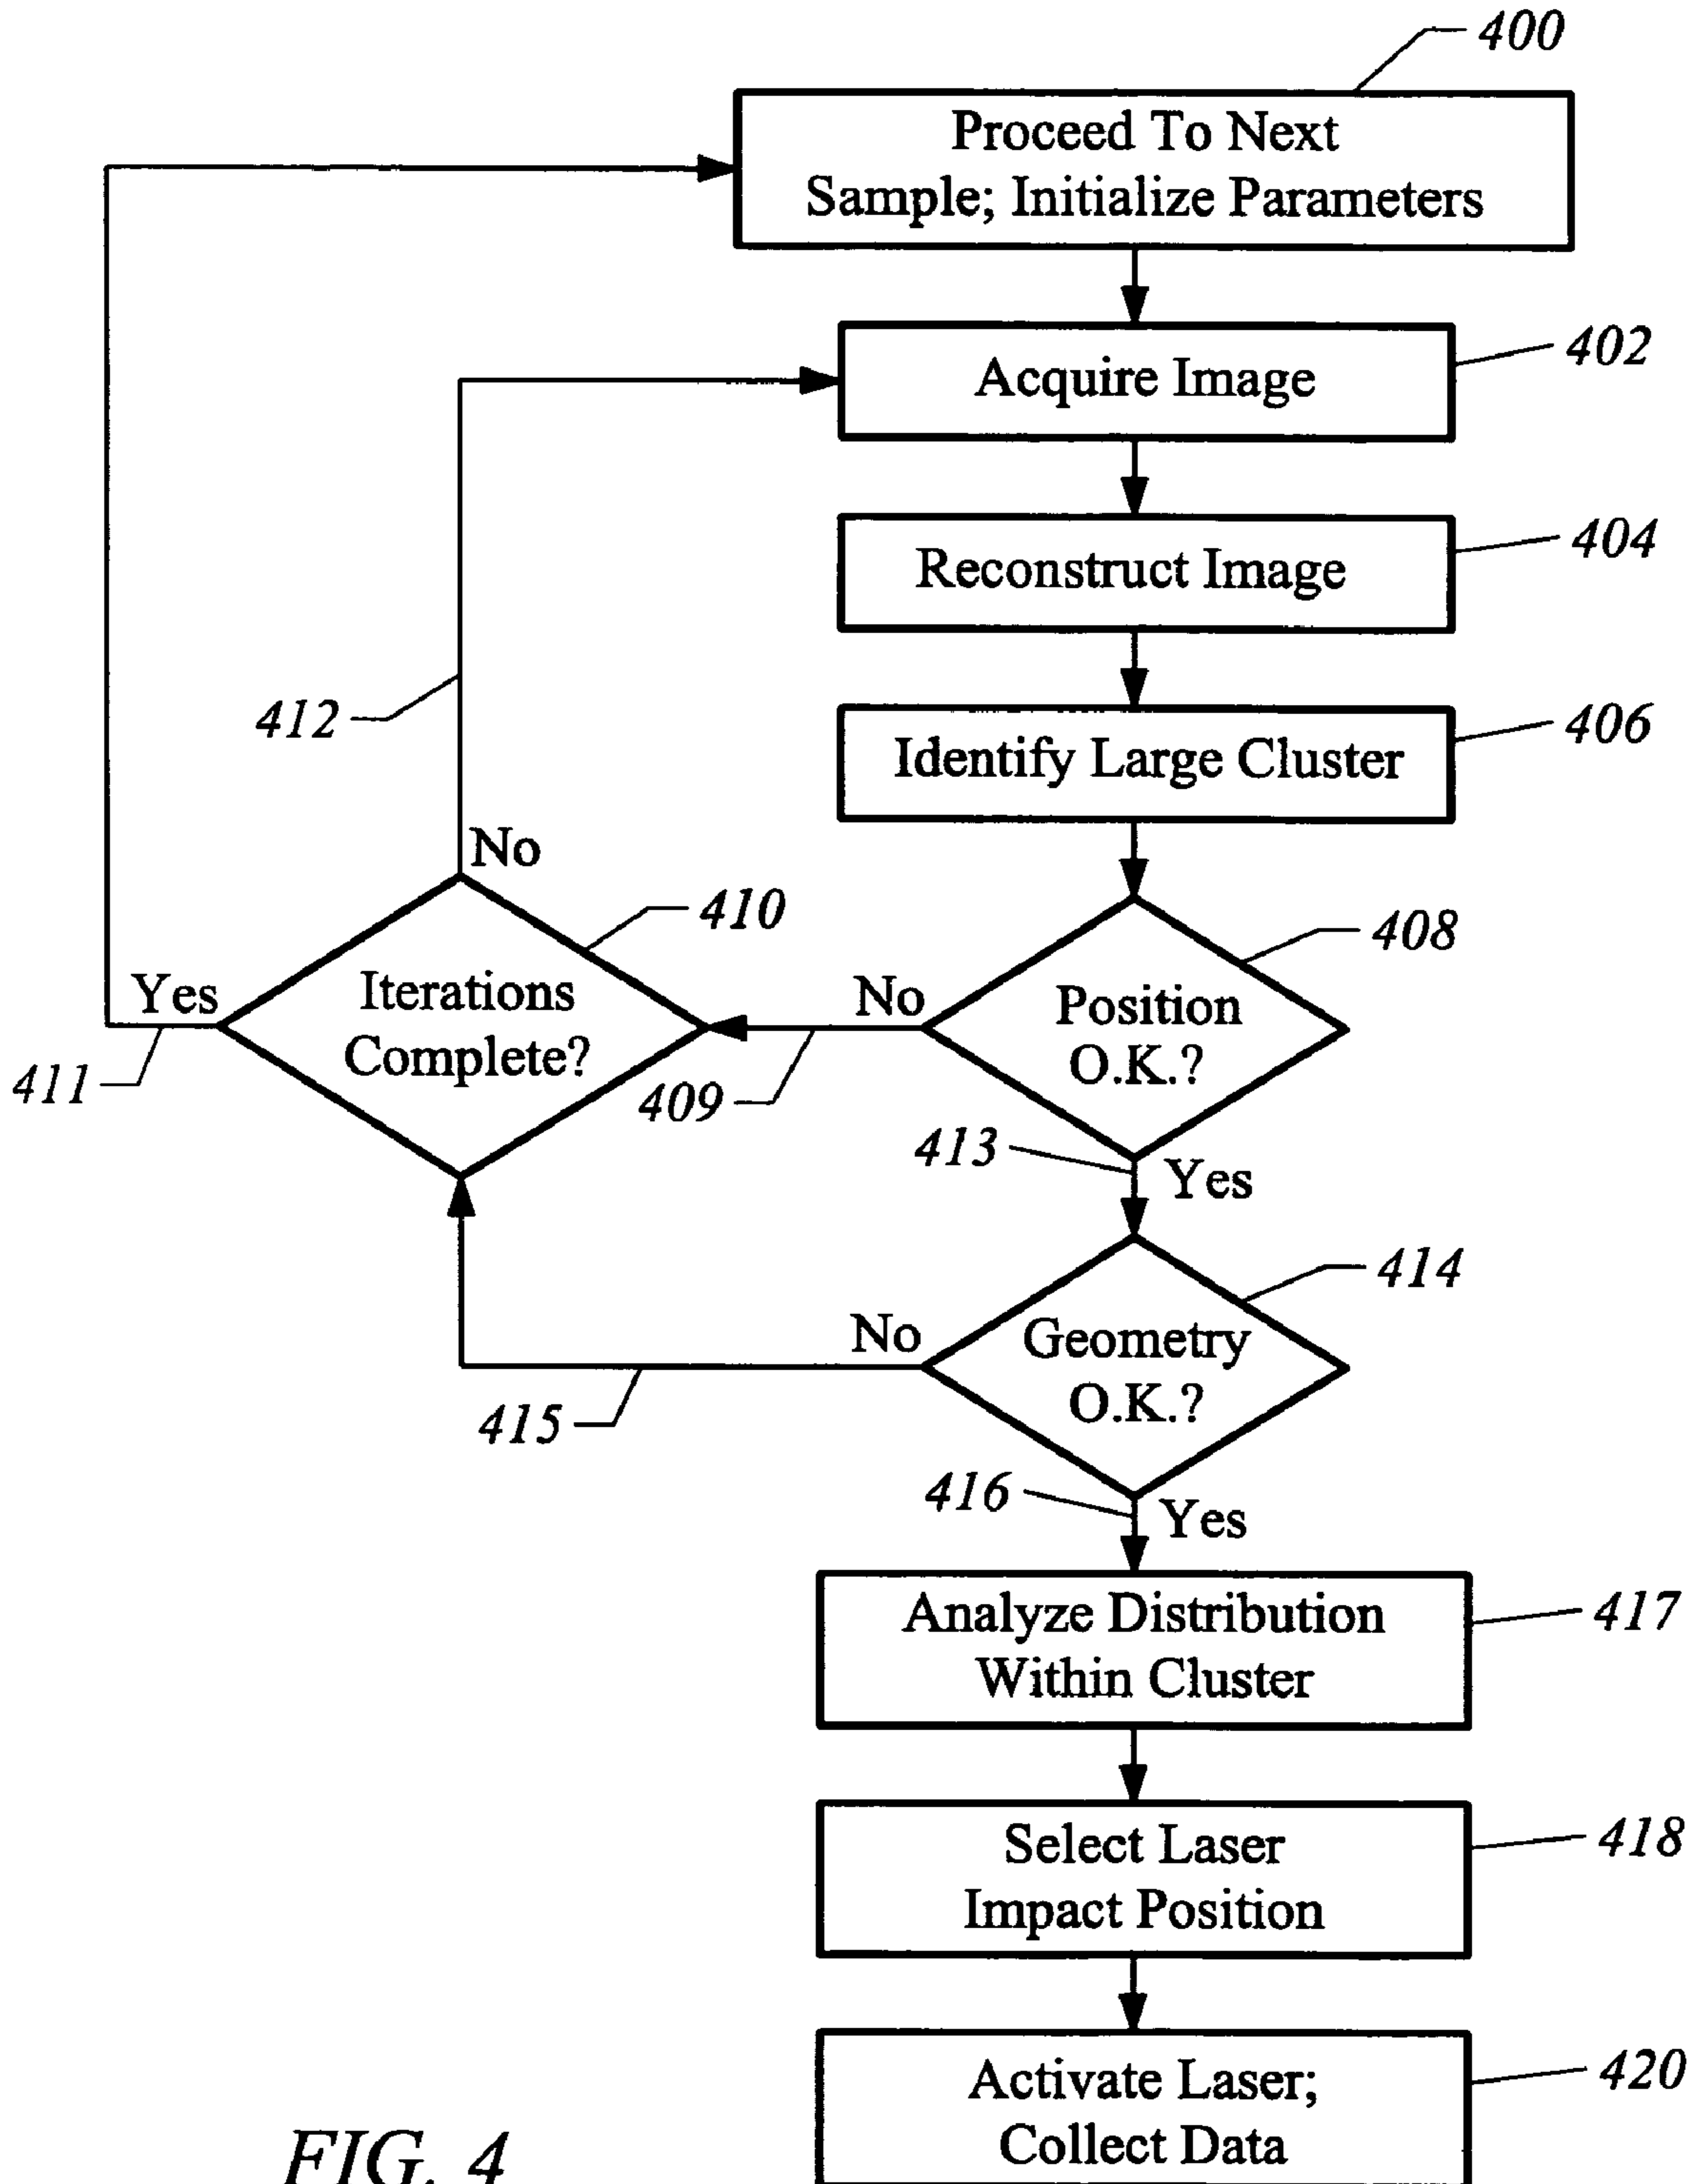 400
Proceed To Next
Sample; Initialize Parameters
402
Acquire Image
404
Reconstruct Image
412
406
Identify Large Cluster
No
410
408
Yes
Iterations
Complete?
No
Position
O.K.?
411
409
413
Yes
414
No
Geometry
O.K.?
415
416
Yes
417
Analyze Distribution
Within Cluster
418
Select Laser
Impact Position
420
Activate Laser;
Collect Data
FIG. 4